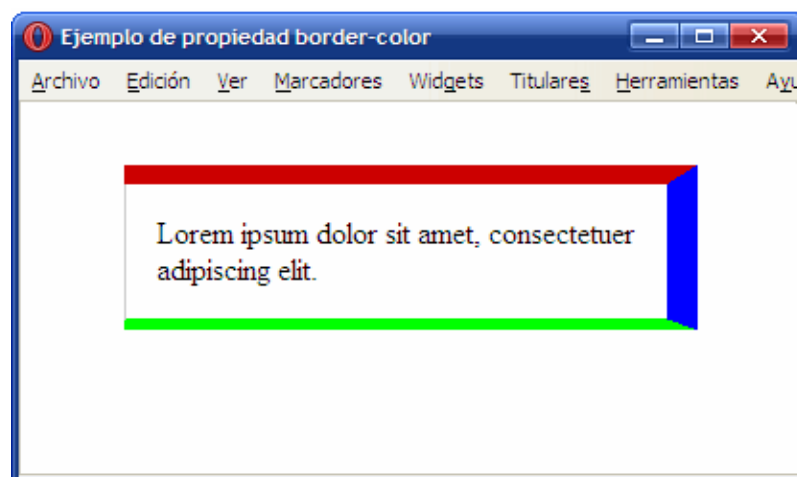 Ejemplo de propiedad border-color
Archivo Edición Ver Marcadores Widgets Titulares Herramientas
Lorem ipsum dolor sit amet, consectetuer
adipiscing elit.